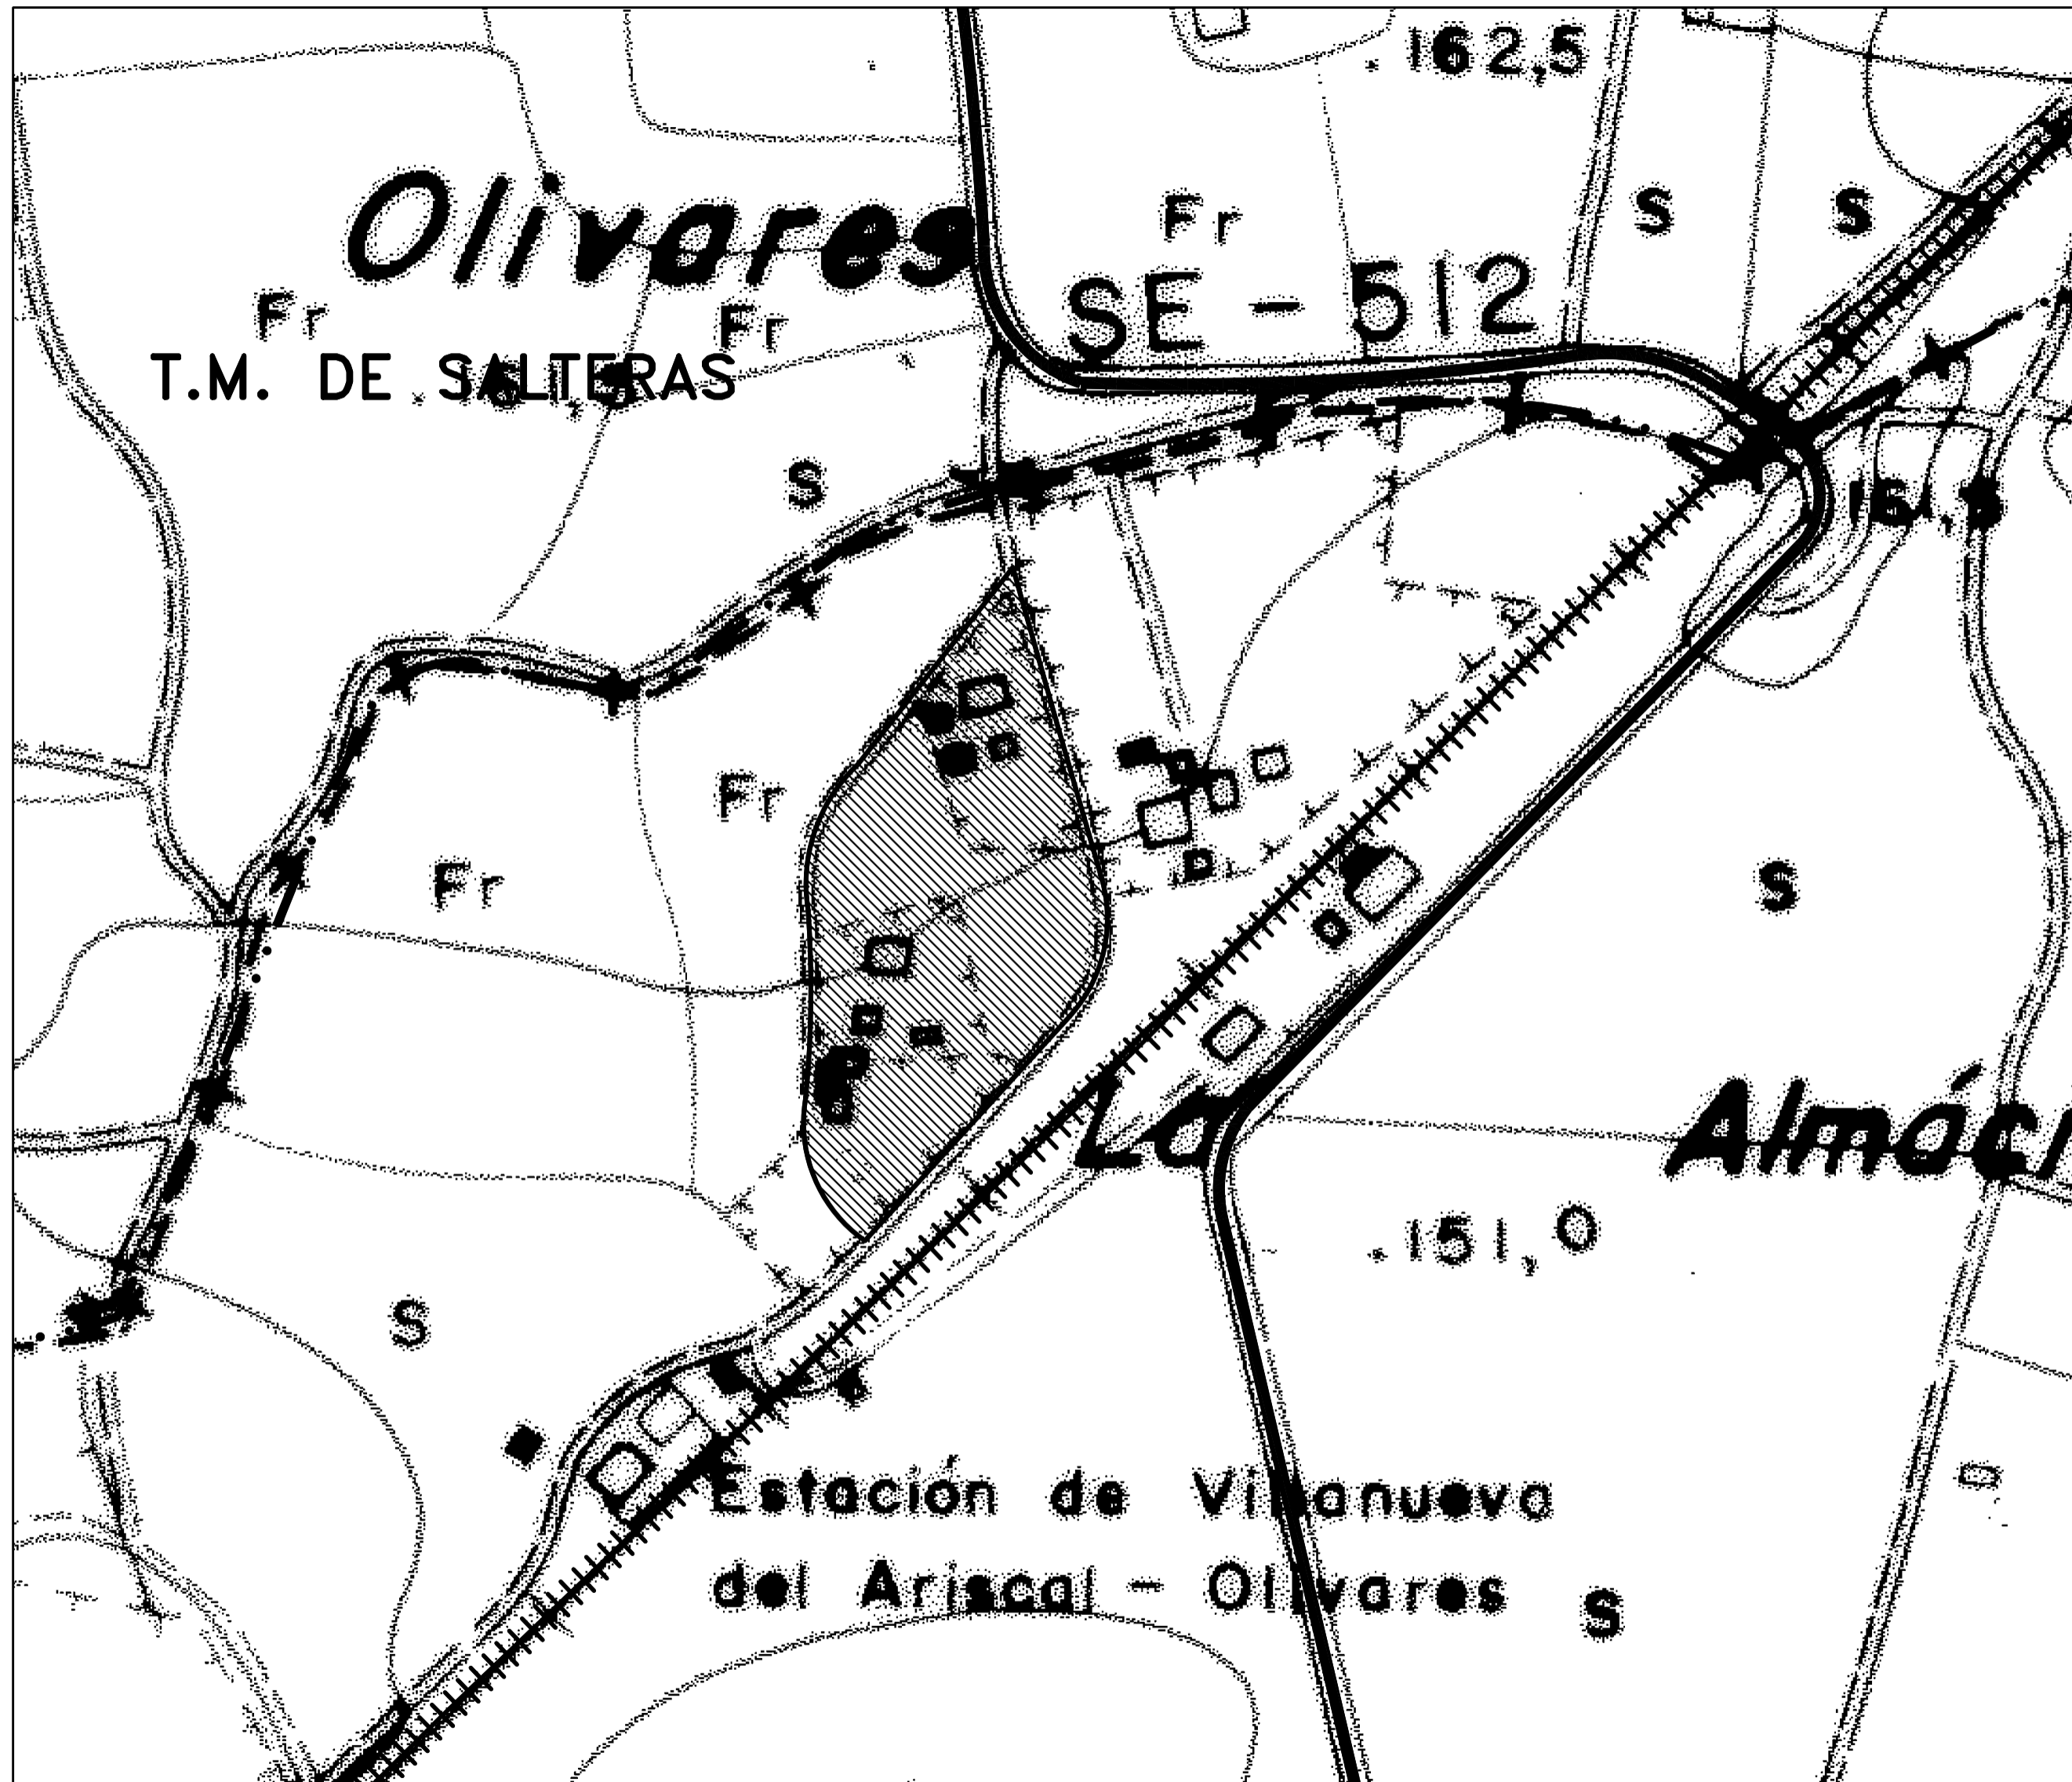 . 162,5
Olivares
Fr
S
S
SE - 512
Fr
Fr
T.M. DE SALTERAS
S
Fr
Fr
S
La Almáci
. 151,0
S
Estación de Villanueva
del Ariscal - Olivares
S